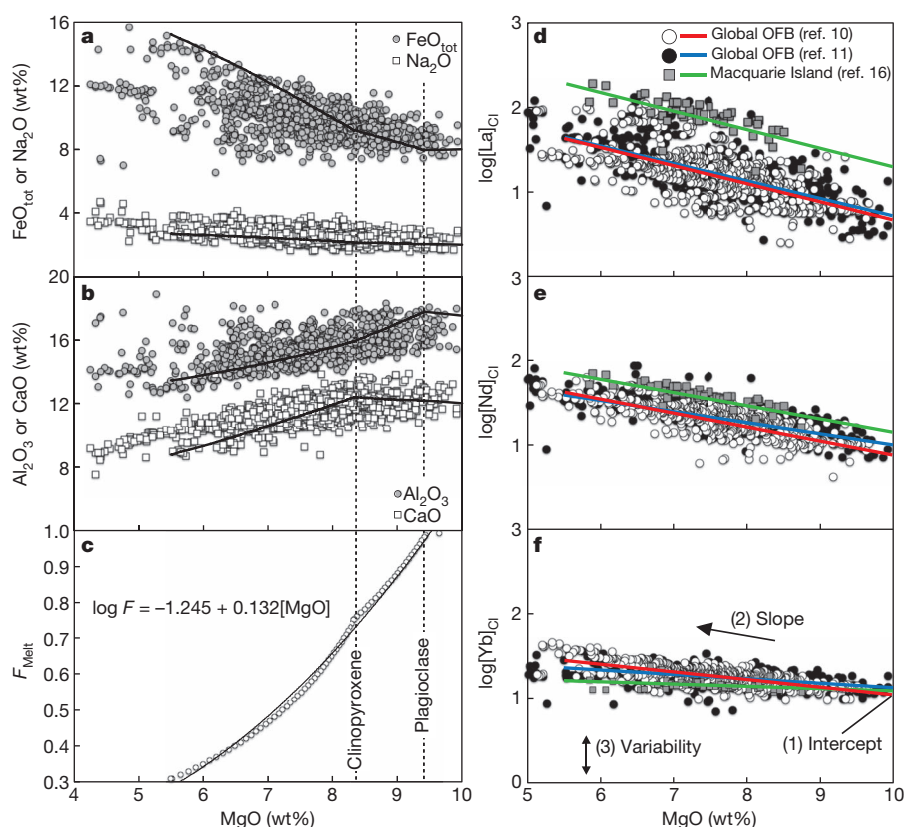 a
FeO_tot
Na2O
FeO_tot or Na2O (wt%)
16
12
8
4
20
b
Al2O3 or CaO (wt%)
16
12
8
Al2O3
CaO
1.0
c
log F = –1.245 + 0.132[MgO]
F_Melt
0.9
0.8
0.7
0.6
0.5
0.4
0.3
Clinopyroxene
Plagioclase
4 5 6 7 8 9 10
MgO (wt%)
3
d
Global OFB (ref. 10)
Global OFB (ref. 11)
Macquarie Island (ref. 16)
log[La]CI
2
1
3
e
log[Nd]CI
2
1
3
f
log[Yb]CI
2
1
0
(2) Slope
(3) Variability
(1) Intercept
5 6 7 8 9 10
MgO (wt%)